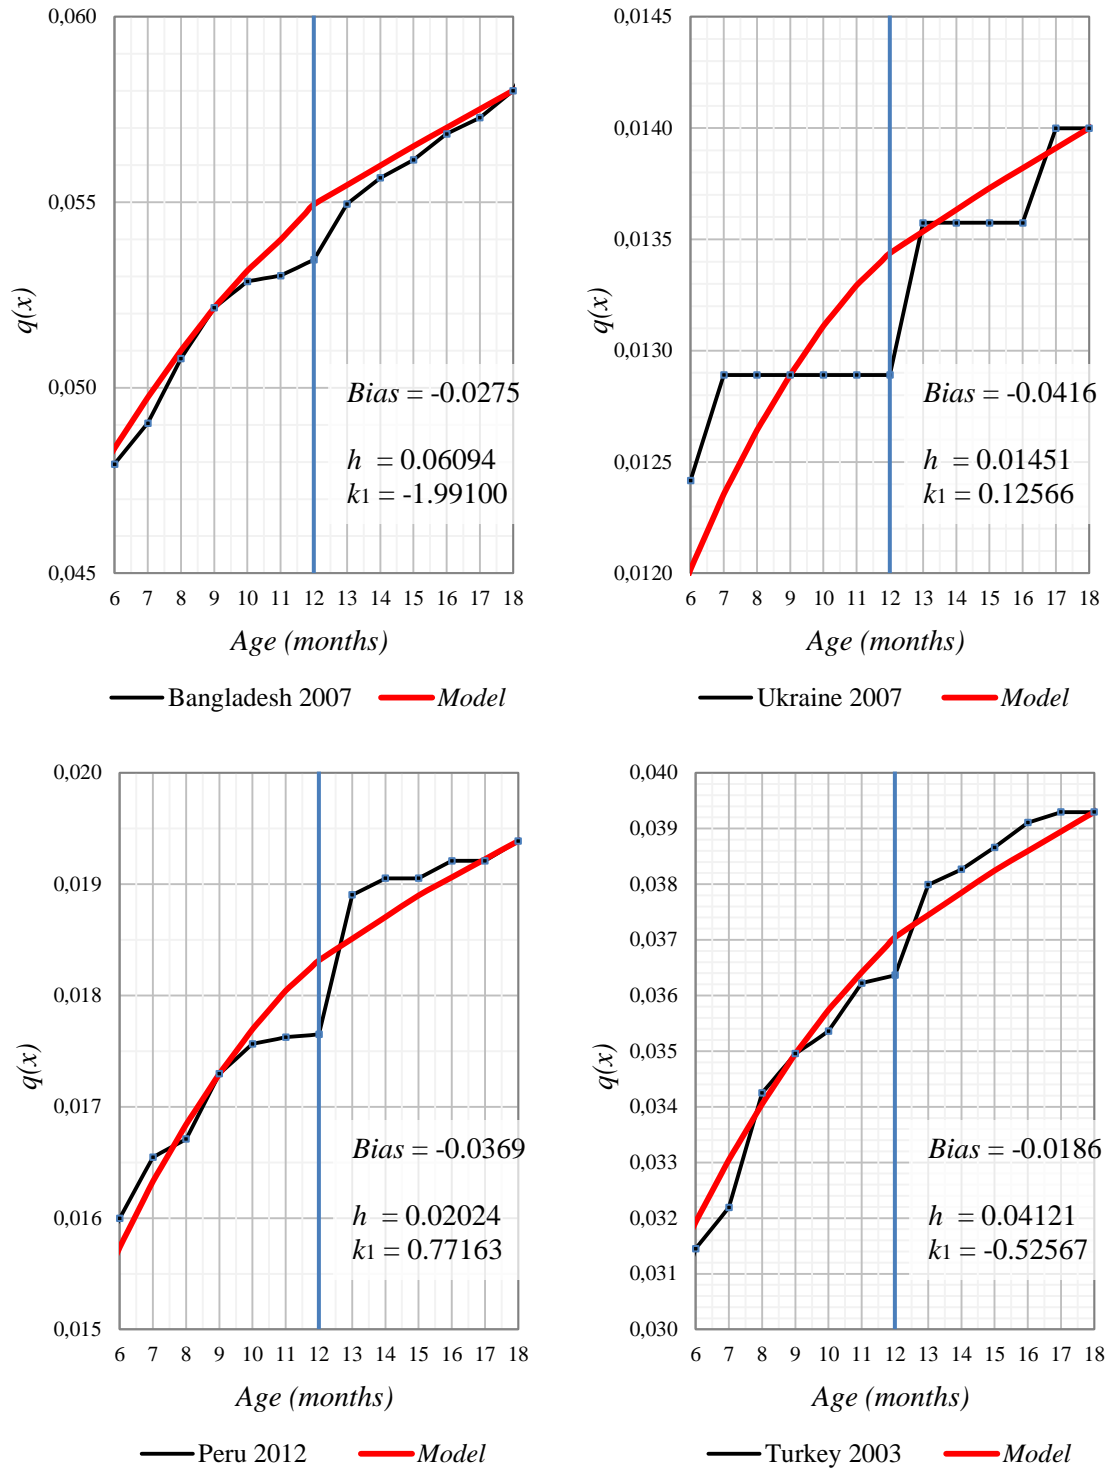 0,060
0,055
0,050
0,045
q(x)
Bias = -0.0275
h = 0.06094
k1 = -1.99100
6 7 8 9 10 11 12 13 14 15 16 17 18
Age (months)
Bangladesh 2007 Model
0,0145
0,0140
0,0135
0,0130
0,0125
0,0120
q(x)
Bias = -0.0416
h = 0.01451
k1 = 0.12566
6 7 8 9 10 11 12 13 14 15 16 17 18
Age (months)
Ukraine 2007 Model
0,020
0,019
0,018
0,017
0,016
0,015
q(x)
Bias = -0.0369
h = 0.02024
k1 = 0.77163
6 7 8 9 10 11 12 13 14 15 16 17 18
Age (months)
Peru 2012 Model
0,040
0,039
0,038
0,037
0,036
0,035
0,034
0,033
0,032
0,031
0,030
q(x)
Bias = -0.0186
h = 0.04121
k1 = -0.52567
6 7 8 9 10 11 12 13 14 15 16 17 18
Age (months)
Turkey 2003 Model